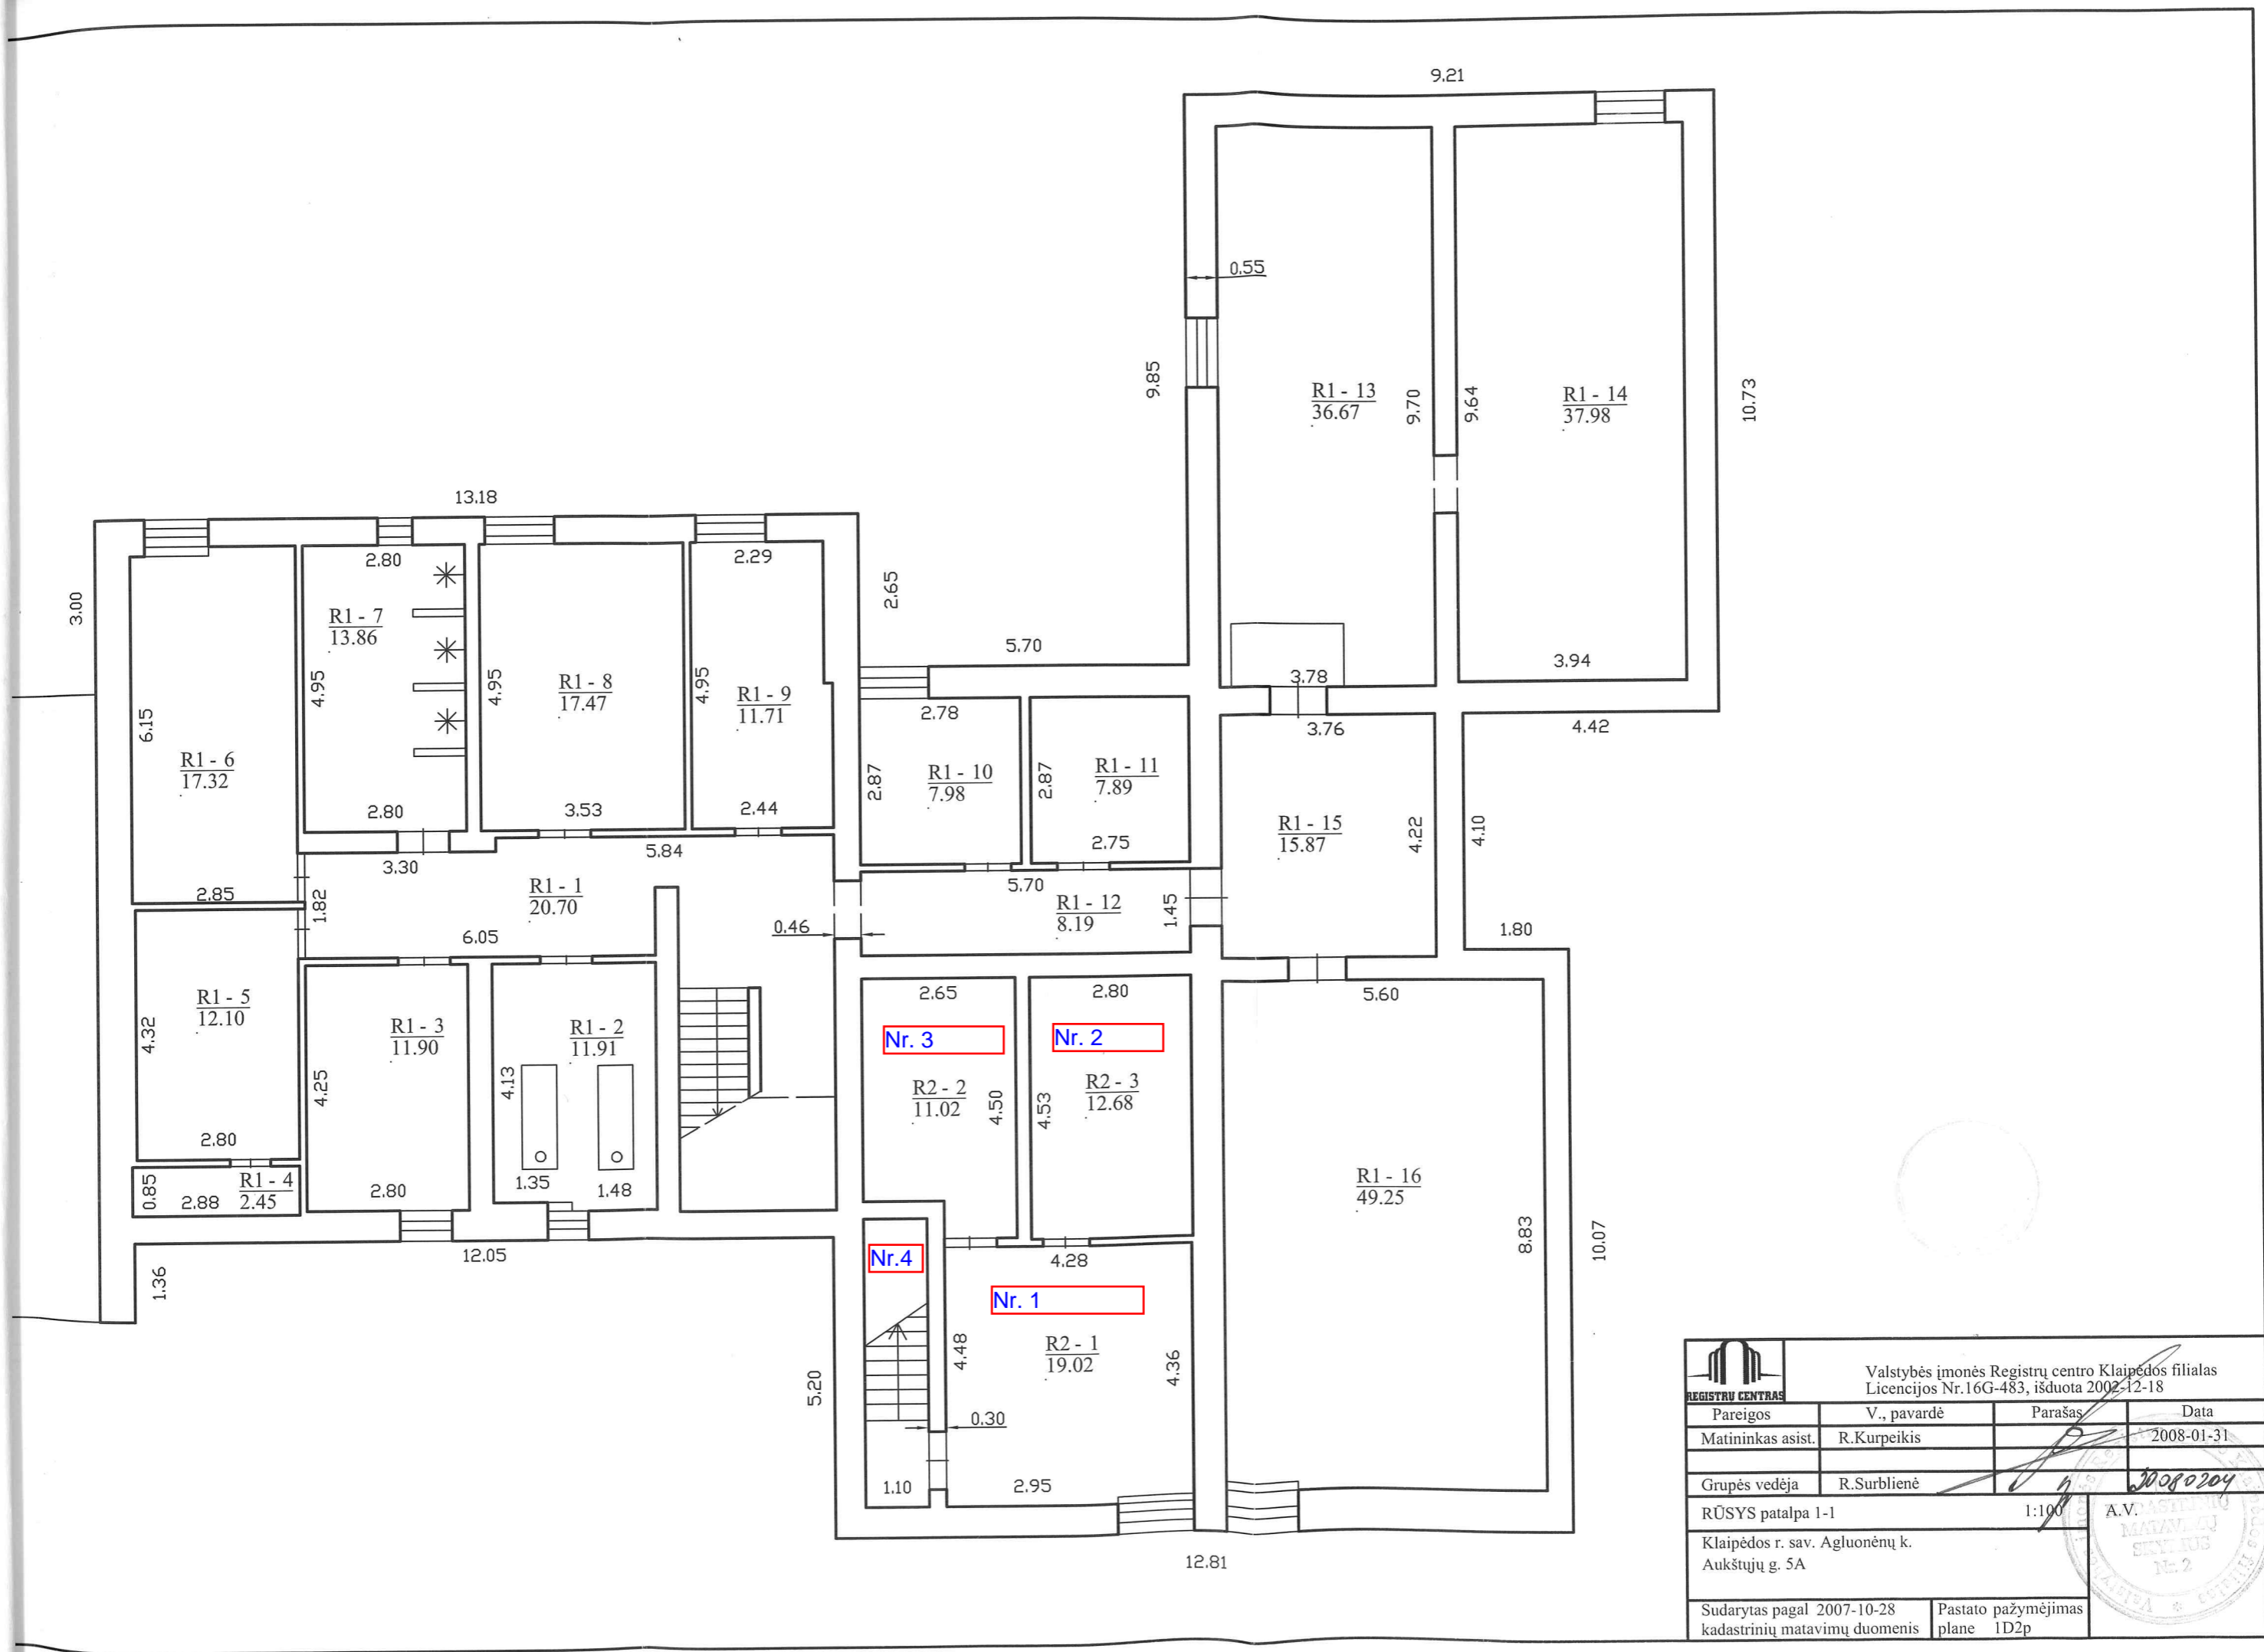 9.21
0.55
9.85
R1 - 13
36.67
9.70
9.64
R1 - 14
37.98
10.73
13.18
3.00
2.80
2.29
2.65
R1 - 7
13.86
4.95
4.95
4.95
5.70
3.78
3.94
R1 - 8
17.47
R1 - 9
11.71
2.78
3.76
4.42
6.15
R1 - 6
17.32
2.87
R1 - 10
7.98
2.87
R1 - 11
7.89
2.80
3.53
2.44
2.75
R1 - 15
15.87
4.22
4.10
3.30
5.84
2.85
1.82
R1 - 1
20.70
5.70
R1 - 12
8.19
1.45
0.46
6.05
1.80
R1 - 5
12.10
4.32
R1 - 3
11.90
R1 - 2
11.91
2.65
2.80
5.60
Nr. 3
Nr. 2
4.25
4.13
R2 - 2
11.02
4.50
4.53
R2 - 3
12.68
2.80
R1 - 4
2.45
0.85
2.88
2.80
1.35
1.48
R1 - 16
49.25
8.83
10.07
12.05
1.36
Nr.4
4.28
Nr. 1
4.48
R2 - 1
19.02
4.36
5.20
0.30
1.10
2.95
12.81
REGISTRŲ CENTRAS
Valstybės įmonės Registrų centro Klaipėdos filialas
Licencijos Nr.16G-483, išduota 2002-12-18
Pareigos V., pavardė Parašas Data
Matininkas asist. R.Kurpeikis 2008-01-31
Grupės vedėja R.Surblienė 20080204
RŪSYS patalpa 1-1 1:100 A.V.
Klaipėdos r. sav. Agluonėnų k.
Aukštujų g. 5A
Sudarytas pagal 2007-10-28
kadastrinių matavimų duomenis
Pastato pažymėjimas
plane 1D2p
MATAVIMŲ
SKYRIUS
Nr. 2